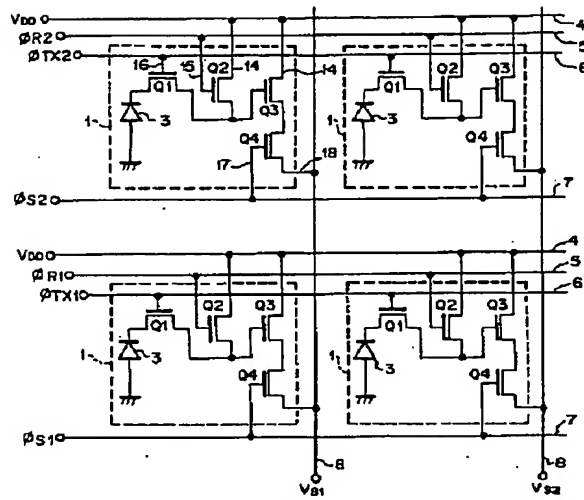 VDD 4
ØR2 5
ØTX2 6
16 15 Q2 14 14 Q2 Q3
Q1 Q3 Q1
1 3 Q4 1 3 Q4
17 18
ØS2 7
VDD 4
ØR1 5
ØTX1 6
Q2 Q3 Q2 Q3
Q1 Q1
1 3 Q4 1 3 Q4
ØS1 7
8 8
VS1 VS2